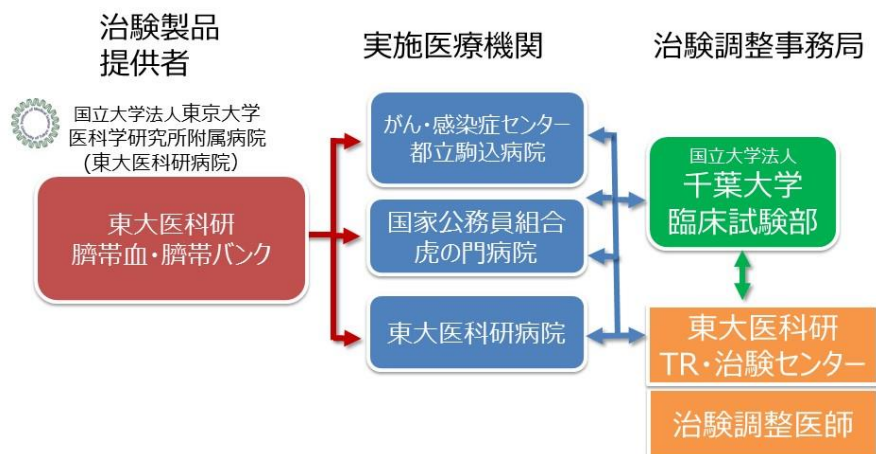 治験製品
提供者
国立大学法人東京大学
医科学研究所附属病院
(東大医科研病院)
東大医科研
臍帯血・臍帯バンク
実施医療機関
がん・感染症センター
都立駒込病院
国家公務員組合
虎の門病院
東大医科研病院
治験調整事務局
国立大学法人
千葉大学
臨床試験部
東大医科研
TR・治験センター
治験調整医師